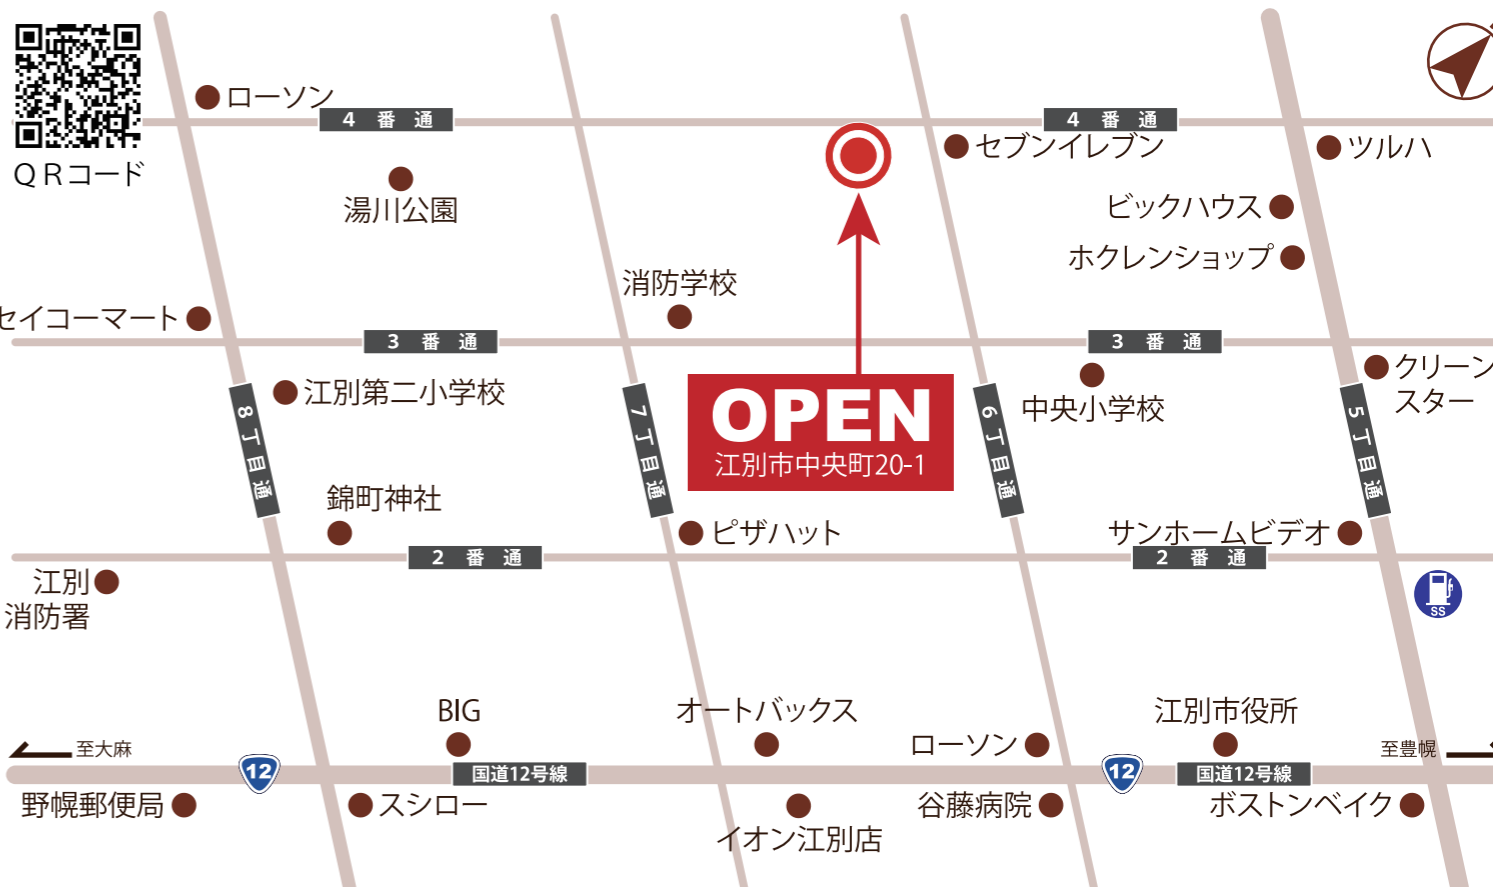 QRコード
ローソン
4番通
4番通
セブンイレブン
ツルハ
湯川公園
ビックハウス
ホクレンショップ
消防学校
セイコーマート
3番通
3番通
クリーン
スター
江別第二小学校
中央小学校
OPEN
江別市中央町20-1
8丁目通
7丁目通
6丁目通
5丁目通
錦町神社
ピザハット
サンホームビデオ
2番通
2番通
江別
消防署
SS
BIG
オートバックス
ローソン
江別市役所
至大麻
至豊幌
12
国道12号線
12
国道12号線
野幌郵便局
スシロー
イオン江別店
谷藤病院
ボストンベイク